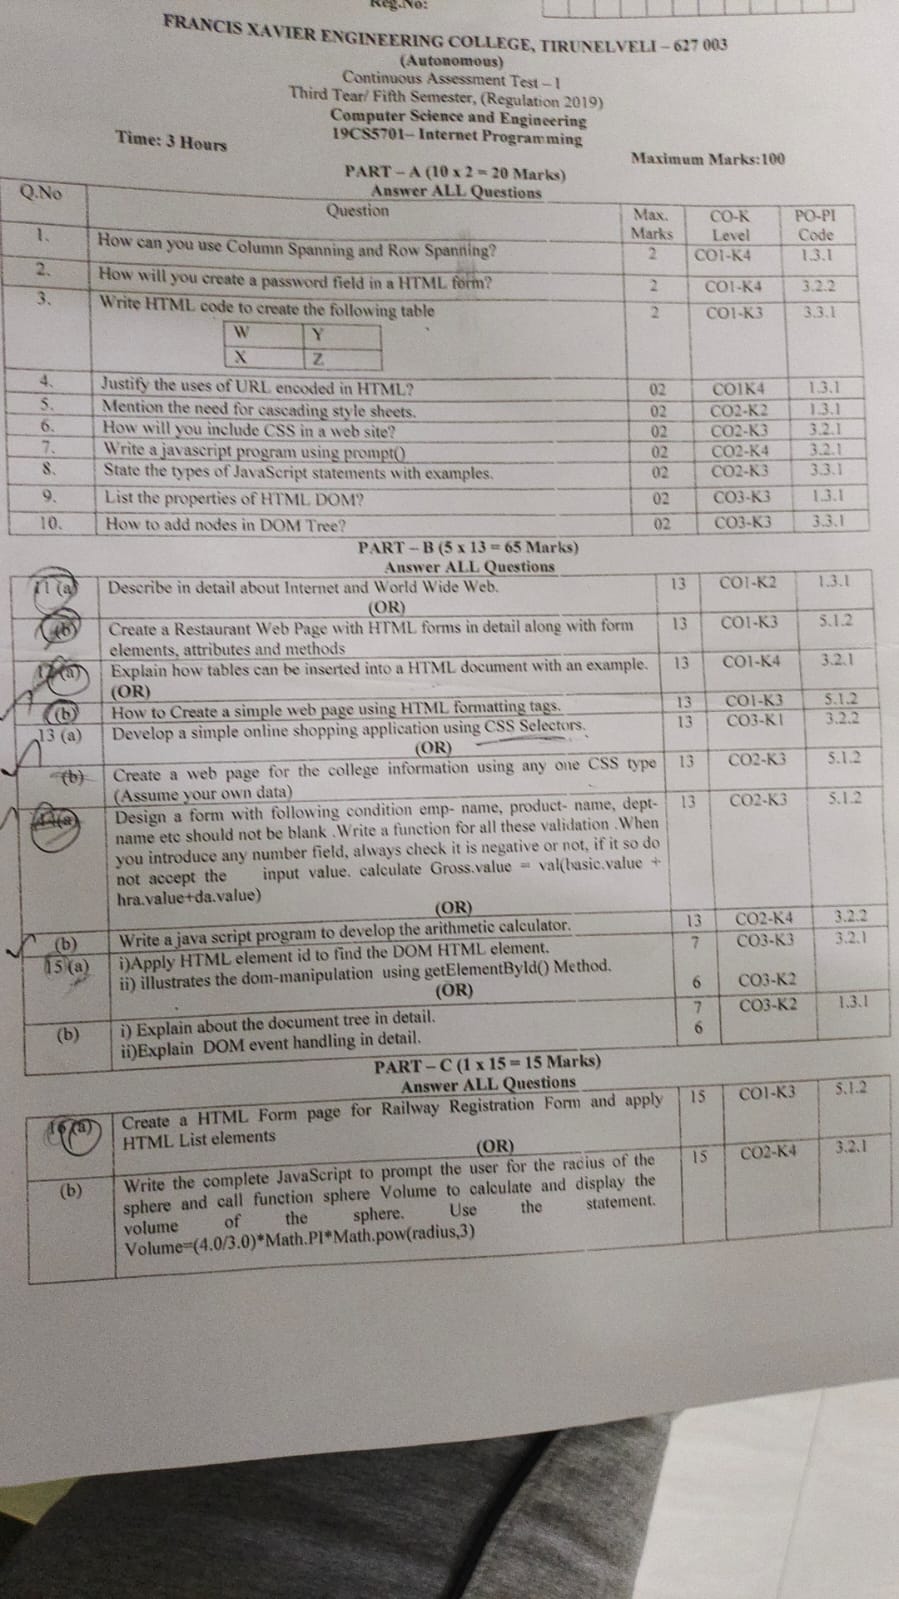 Reg.No:
FRANCIS XAVIER ENGINEERING COLLEGE, TIRUNELVELI – 627 003
(Autonomous)
Continuous Assessment Test – I
Third Tear/ Fifth Semester, (Regulation 2019)
Computer Science and Engineering
19CS5701– Internet Programming
Time: 3 Hours
Maximum Marks:100
PART – A (10 x 2 = 20 Marks)
Answer ALL Questions
Q.No Question Max. Marks CO-K Level PO-PI Code
1. How can you use Column Spanning and Row Spanning? 2 CO1-K4 1.3.1
2. How will you create a password field in a HTML form? 2 CO1-K4 3.2.2
3. Write HTML code to create the following table 2 CO1-K3 3.3.1
W Y
X Z
4. Justify the uses of URL encoded in HTML? 02 CO1K4 1.3.1
5. Mention the need for cascading style sheets. 02 CO2-K2 1.3.1
6. How will you include CSS in a web site? 02 CO2-K3 3.2.1
7. Write a javascript program using prompt() 02 CO2-K4 3.2.1
8. State the types of JavaScript statements with examples. 02 CO2-K3 3.3.1
9. List the properties of HTML DOM? 02 CO3-K3 1.3.1
10. How to add nodes in DOM Tree? 02 CO3-K3 3.3.1
PART – B (5 x 13 = 65 Marks)
Answer ALL Questions
11 (a) Describe in detail about Internet and World Wide Web. 13 CO1-K2 1.3.1
(OR)
(b) Create a Restaurant Web Page with HTML forms in detail along with form 13 CO1-K3 5.1.2
elements, attributes and methods
12 (a) Explain how tables can be inserted into a HTML document with an example. 13 CO1-K4 3.2.1
(OR)
(b) How to Create a simple web page using HTML formatting tags. 13 CO1-K3 5.1.2
13 (a) Develop a simple online shopping application using CSS Selectors. 13 CO3-K1 3.2.2
(OR)
(b) Create a web page for the college information using any one CSS type 13 CO2-K3 5.1.2
(Assume your own data)
14(a) Design a form with following condition emp- name, product- name, dept- 13 CO2-K3 5.1.2
name etc should not be blank .Write a function for all these validation .When
you introduce any number field, always check it is negative or not, if it so do
not accept the input value. calculate Gross.value = val(basic.value +
hra.value+da.value)
(OR)
(b) Write a java script program to develop the arithmetic calculator. 13 CO2-K4 3.2.2
15 (a) i)Apply HTML element id to find the DOM HTML element. 7 CO3-K3 3.2.1
ii) illustrates the dom-manipulation using getElementById() Method. 6 CO3-K2
(OR)
(b) i) Explain about the document tree in detail. 7 CO3-K2 1.3.1
ii)Explain DOM event handling in detail. 6
PART – C (1 x 15 = 15 Marks)
Answer ALL Questions
16 (a) Create a HTML Form page for Railway Registration Form and apply 15 CO1-K3 5.1.2
HTML List elements
(OR)
(b) Write the complete JavaScript to prompt the user for the radius of the 15 CO2-K4 3.2.1
sphere and call function sphere Volume to calculate and display the
volume of the sphere. Use the statement.
Volume=(4.0/3.0)*Math.PI*Math.pow(radius,3)